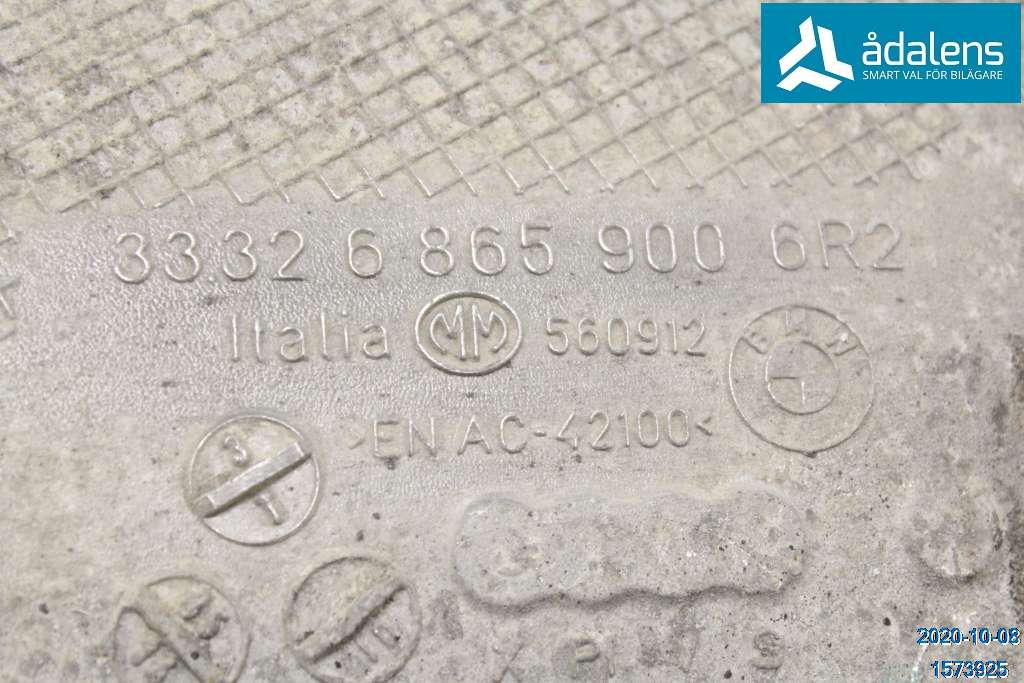 ådalens
SMART VAL FÖR BILÄGARE
3332 6 865 900 6R2
Italia MM 560912
BMW
>EN AC-42100<
3
P S
2020-10-08
1573925